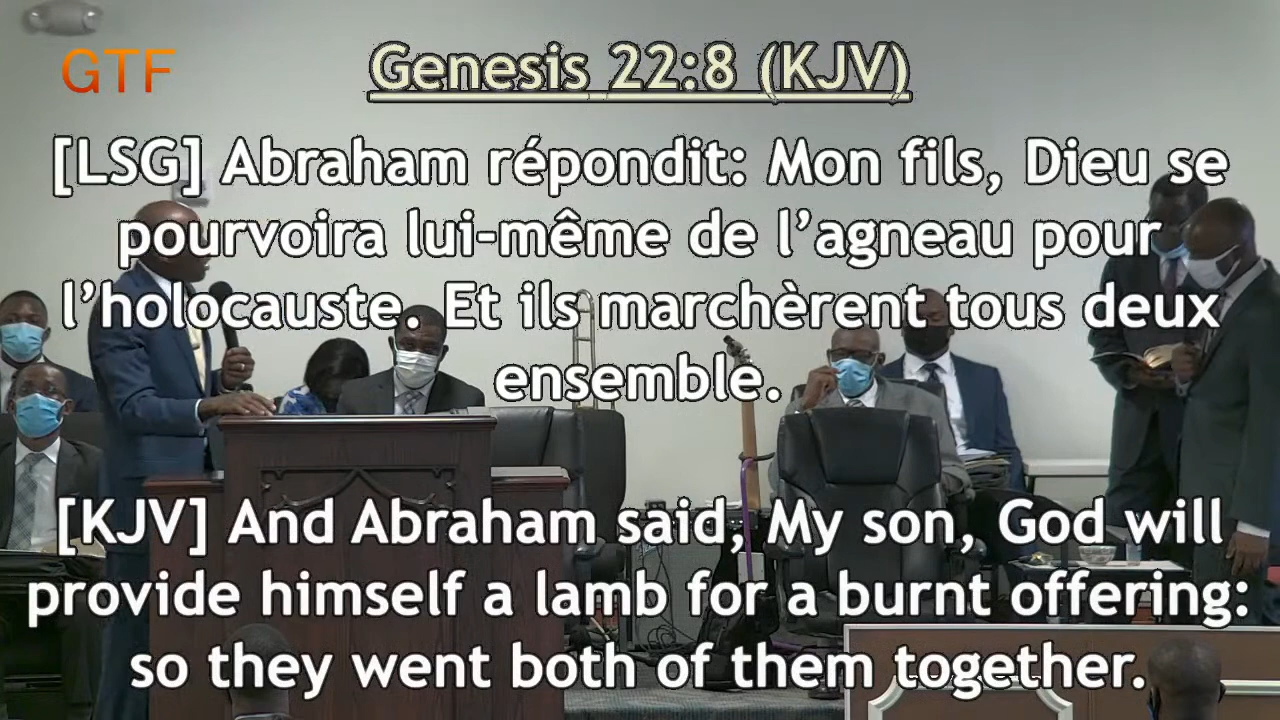 GTF
Genesis 22:8 (KJV)
[LSG] Abraham répondit: Mon fils, Dieu se
pourvoira lui-même de l’agneau pour
l’holocauste. Et ils marchèrent tous deux
ensemble.
[KJV] And Abraham said, My son, God will
provide himself a lamb for a burnt offering:
so they went both of them together.